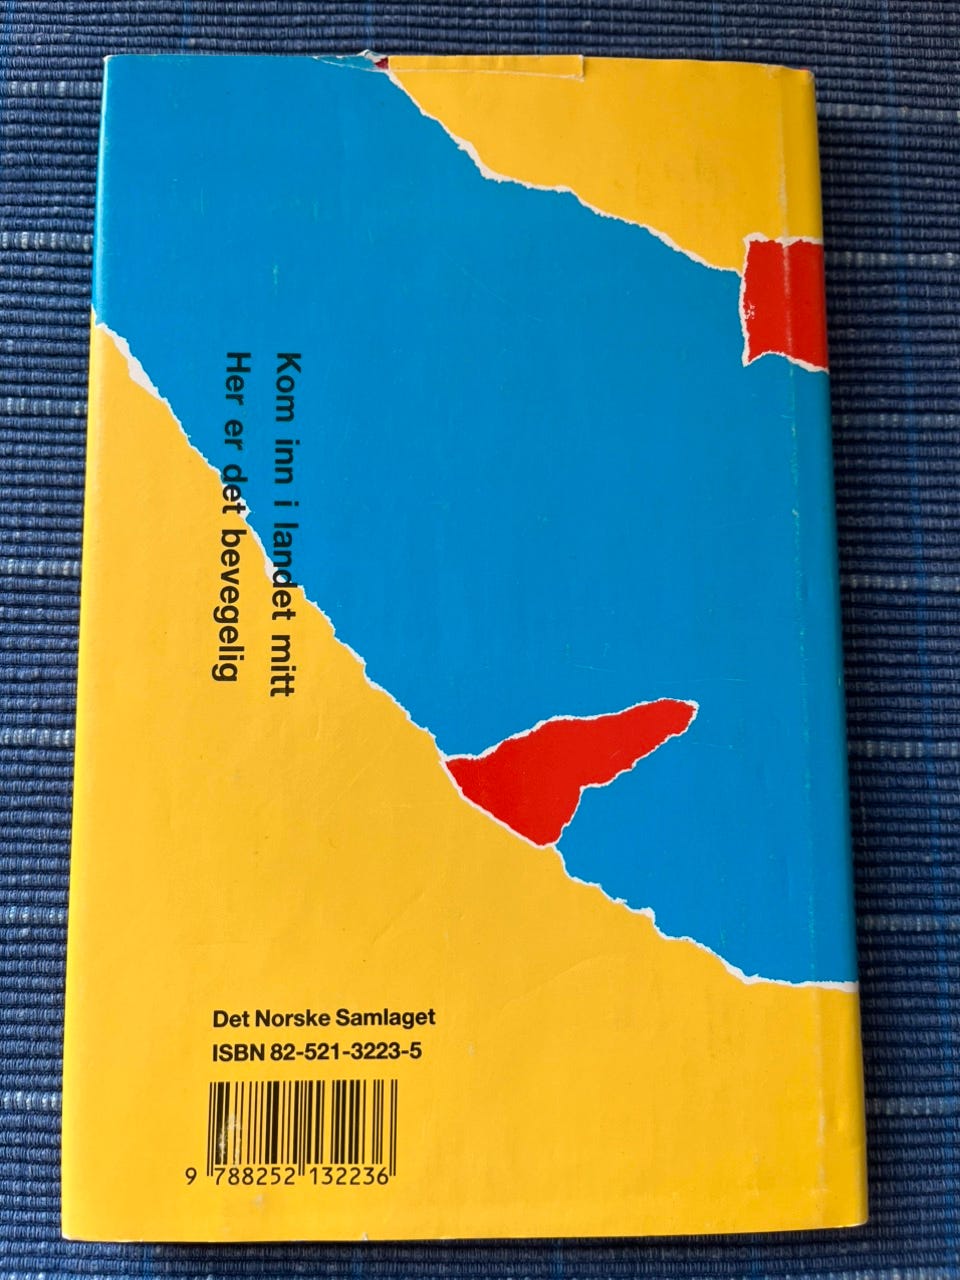 Kom inn i landet mitt
Her er det bevegelig
Det Norske Samlaget
ISBN 82-521-3223-5
9 788252 132236